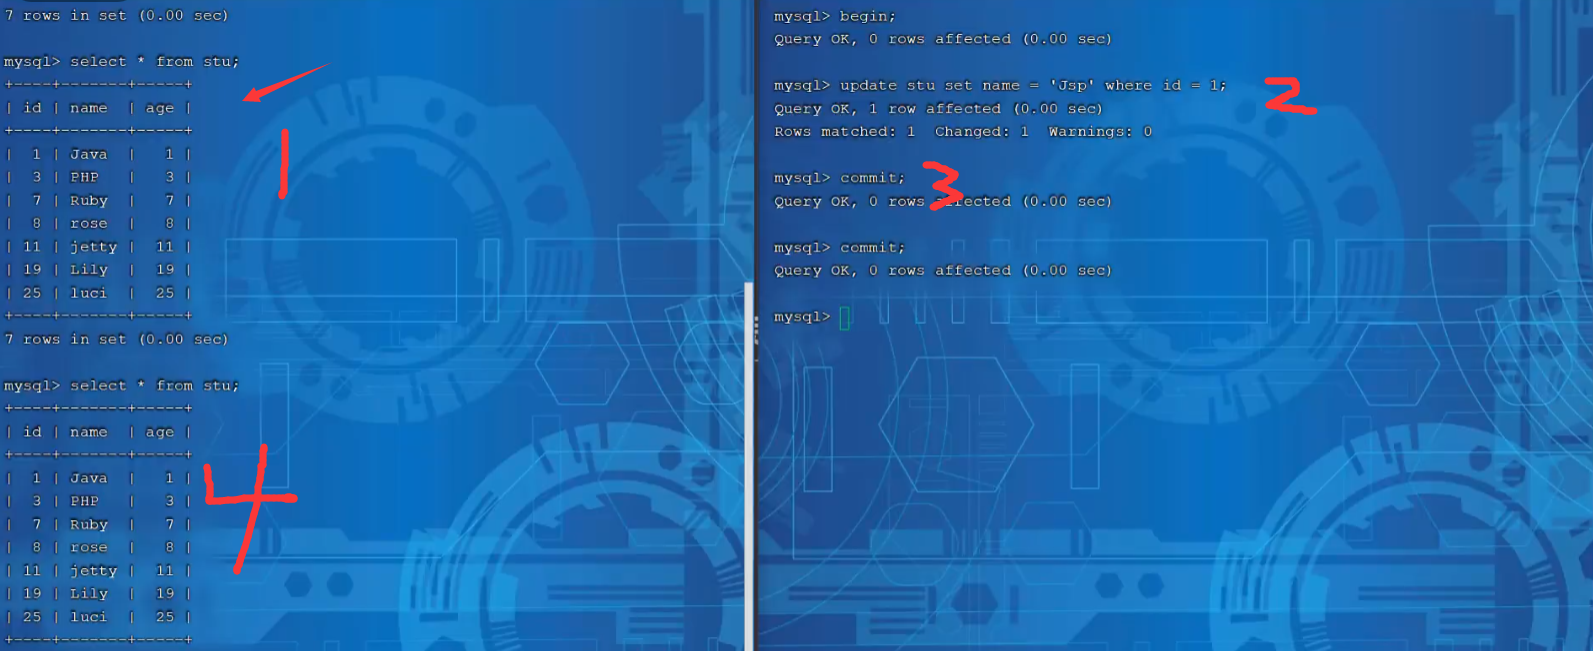 7 rows in set (0.00 sec)
mysql> select * from stu;
+----+-------+-----+
| id | name  | age |
+----+-------+-----+
|  1 | Java  |   1 |
|  3 | PHP   |   3 |
|  7 | Ruby  |   7 |
|  8 | rose  |   8 |
| 11 | jetty |  11 |
| 19 | Lily  |  19 |
| 25 | luci  |  25 |
+----+-------+-----+
7 rows in set (0.00 sec)
mysql> select * from stu;
+----+-------+-----+
| id | name  | age |
+----+-------+-----+
|  1 | Java  |   1 |
|  3 | PHP   |   3 |
|  7 | Ruby  |   7 |
|  8 | rose  |   8 |
| 11 | jetty |  11 |
| 19 | Lily  |  19 |
| 25 | luci  |  25 |
+----+-------+-----+
1
4
mysql> begin;
Query OK, 0 rows affected (0.00 sec)
mysql> update stu set name = 'Jsp' where id = 1;
2
Query OK, 1 row affected (0.00 sec)
Rows matched: 1  Changed: 1  Warnings: 0
mysql> commit;
3
Query OK, 0 rows affected (0.00 sec)
mysql> commit;
Query OK, 0 rows affected (0.00 sec)
mysql>